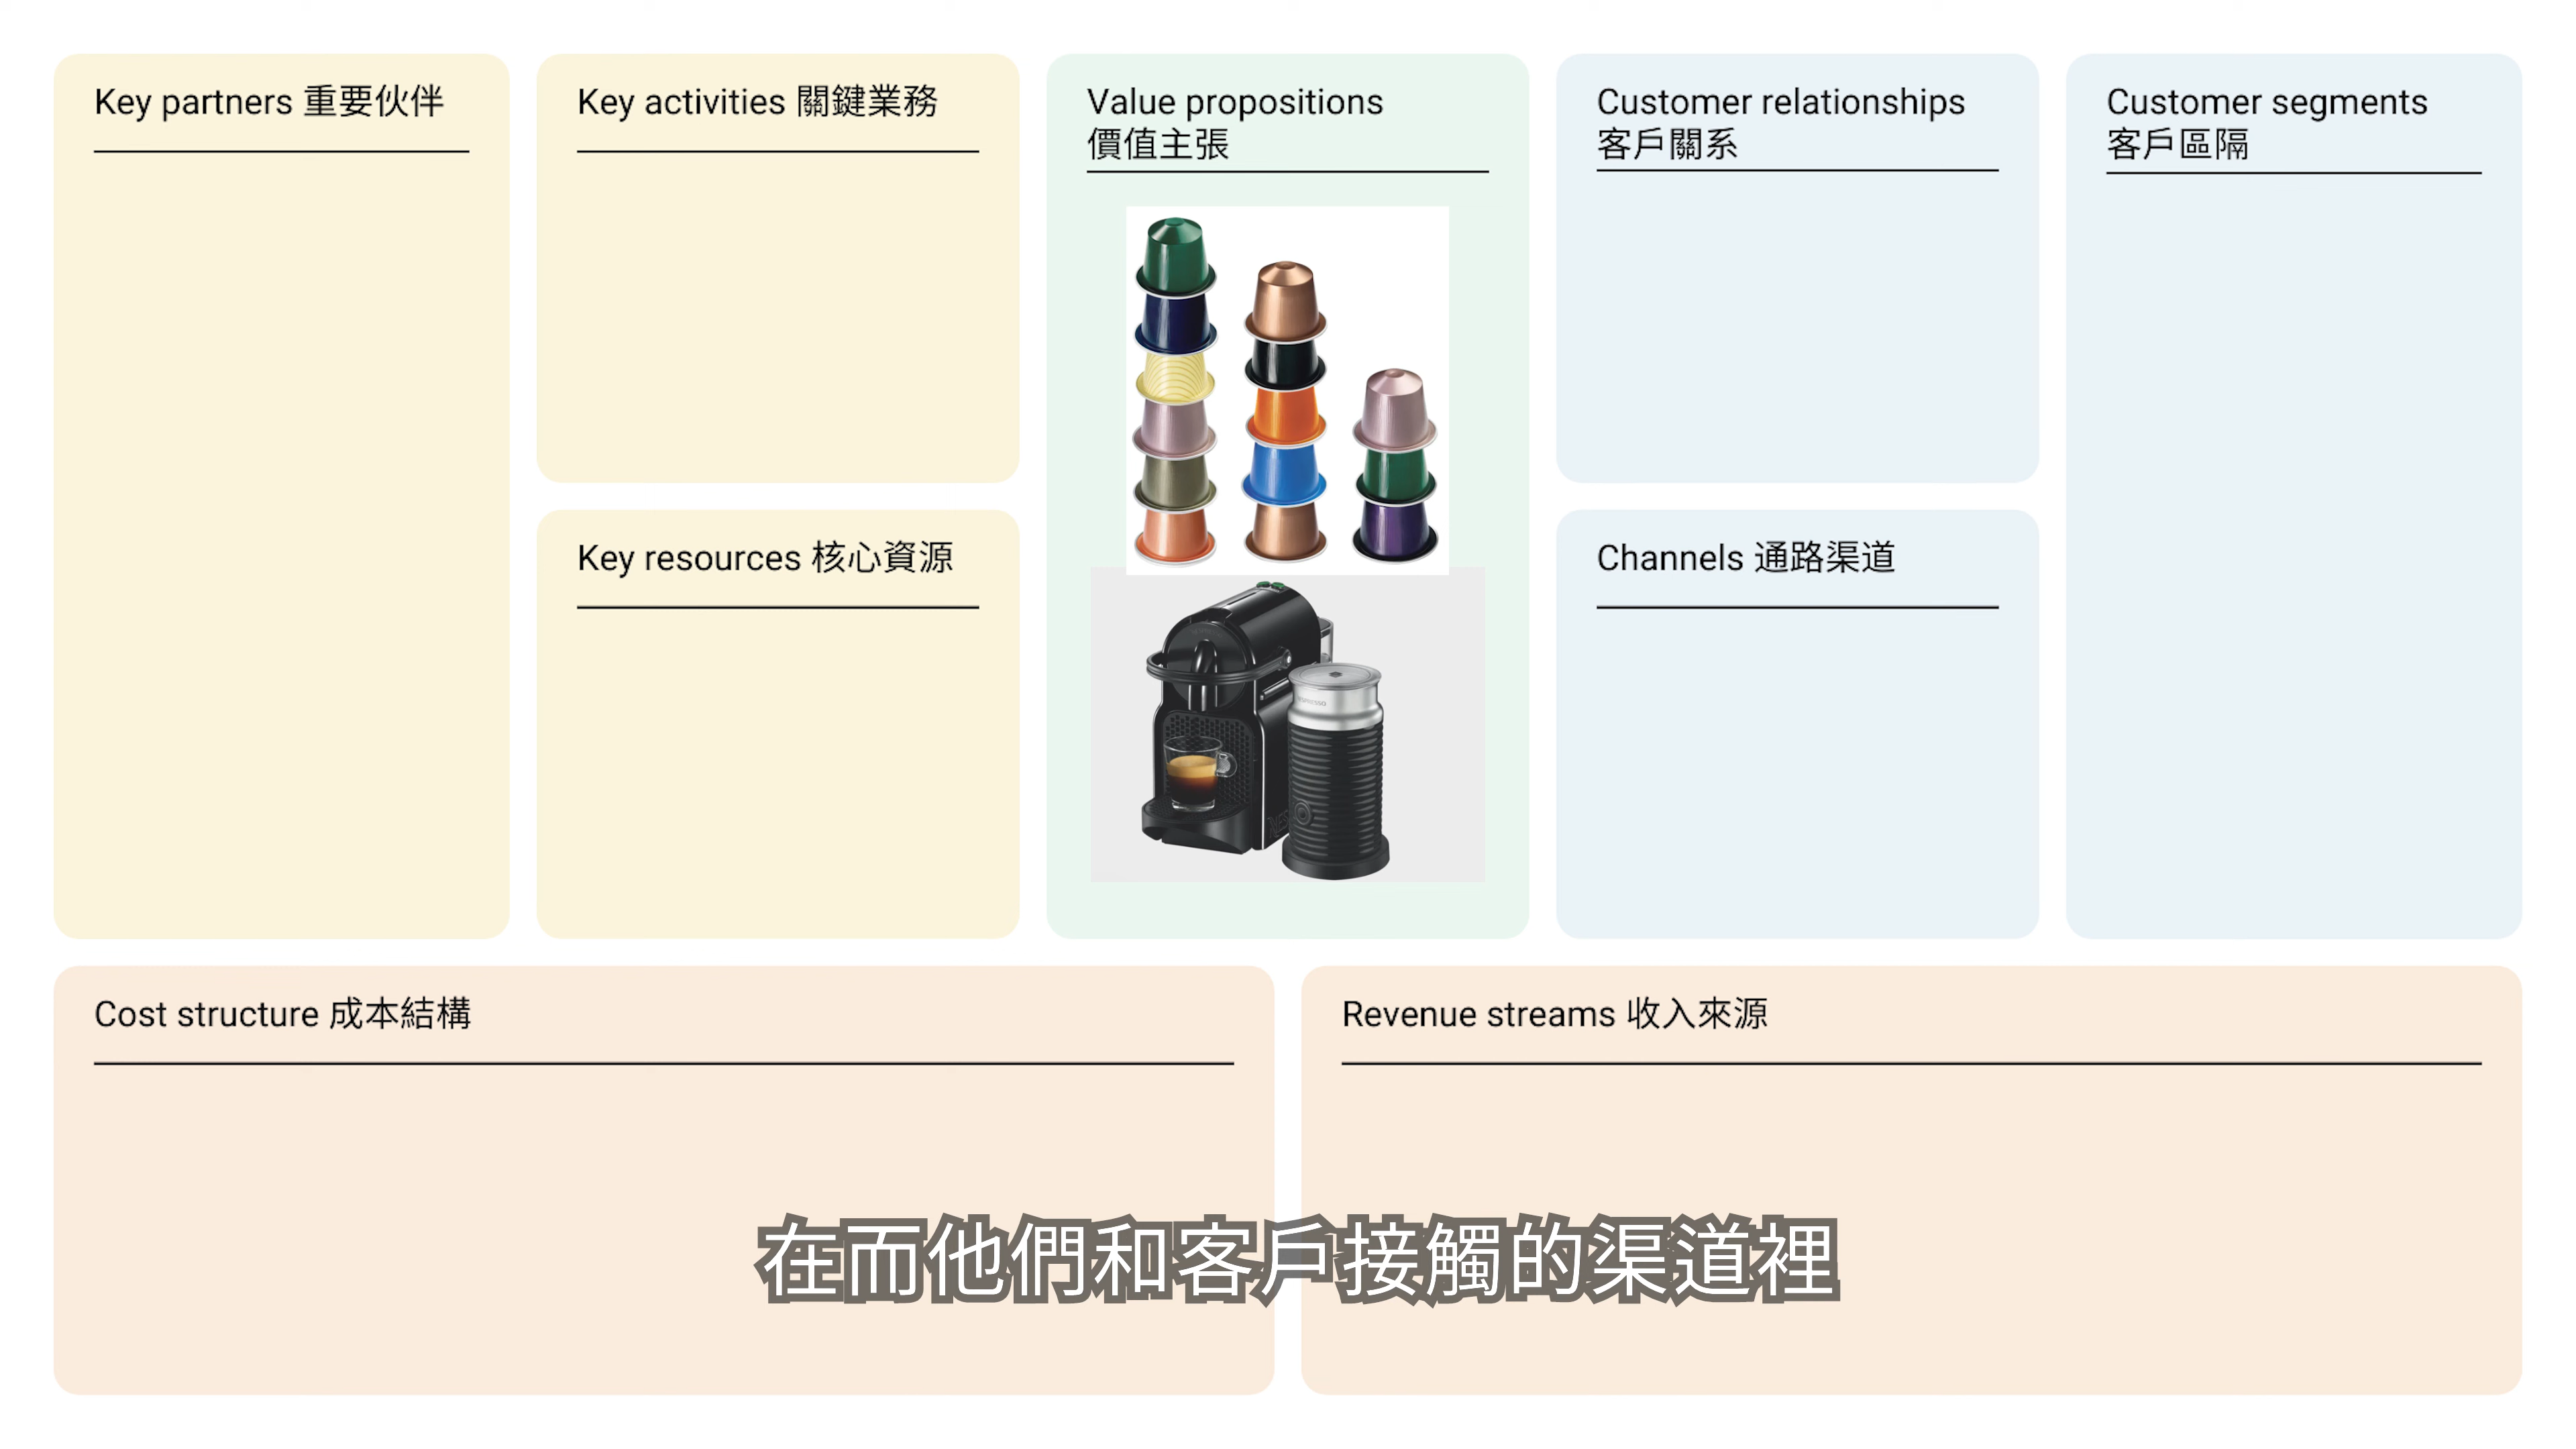 Key partners 重要伙伴
Key activities 關鍵業務
Value propositions
價值主張
Customer relationships
客戶關系
Customer segments
客戶區隔
Key resources 核心資源
Channels 通路渠道
Cost structure 成本結構
Revenue streams 收入來源
在而他們和客戶接觸的渠道裡